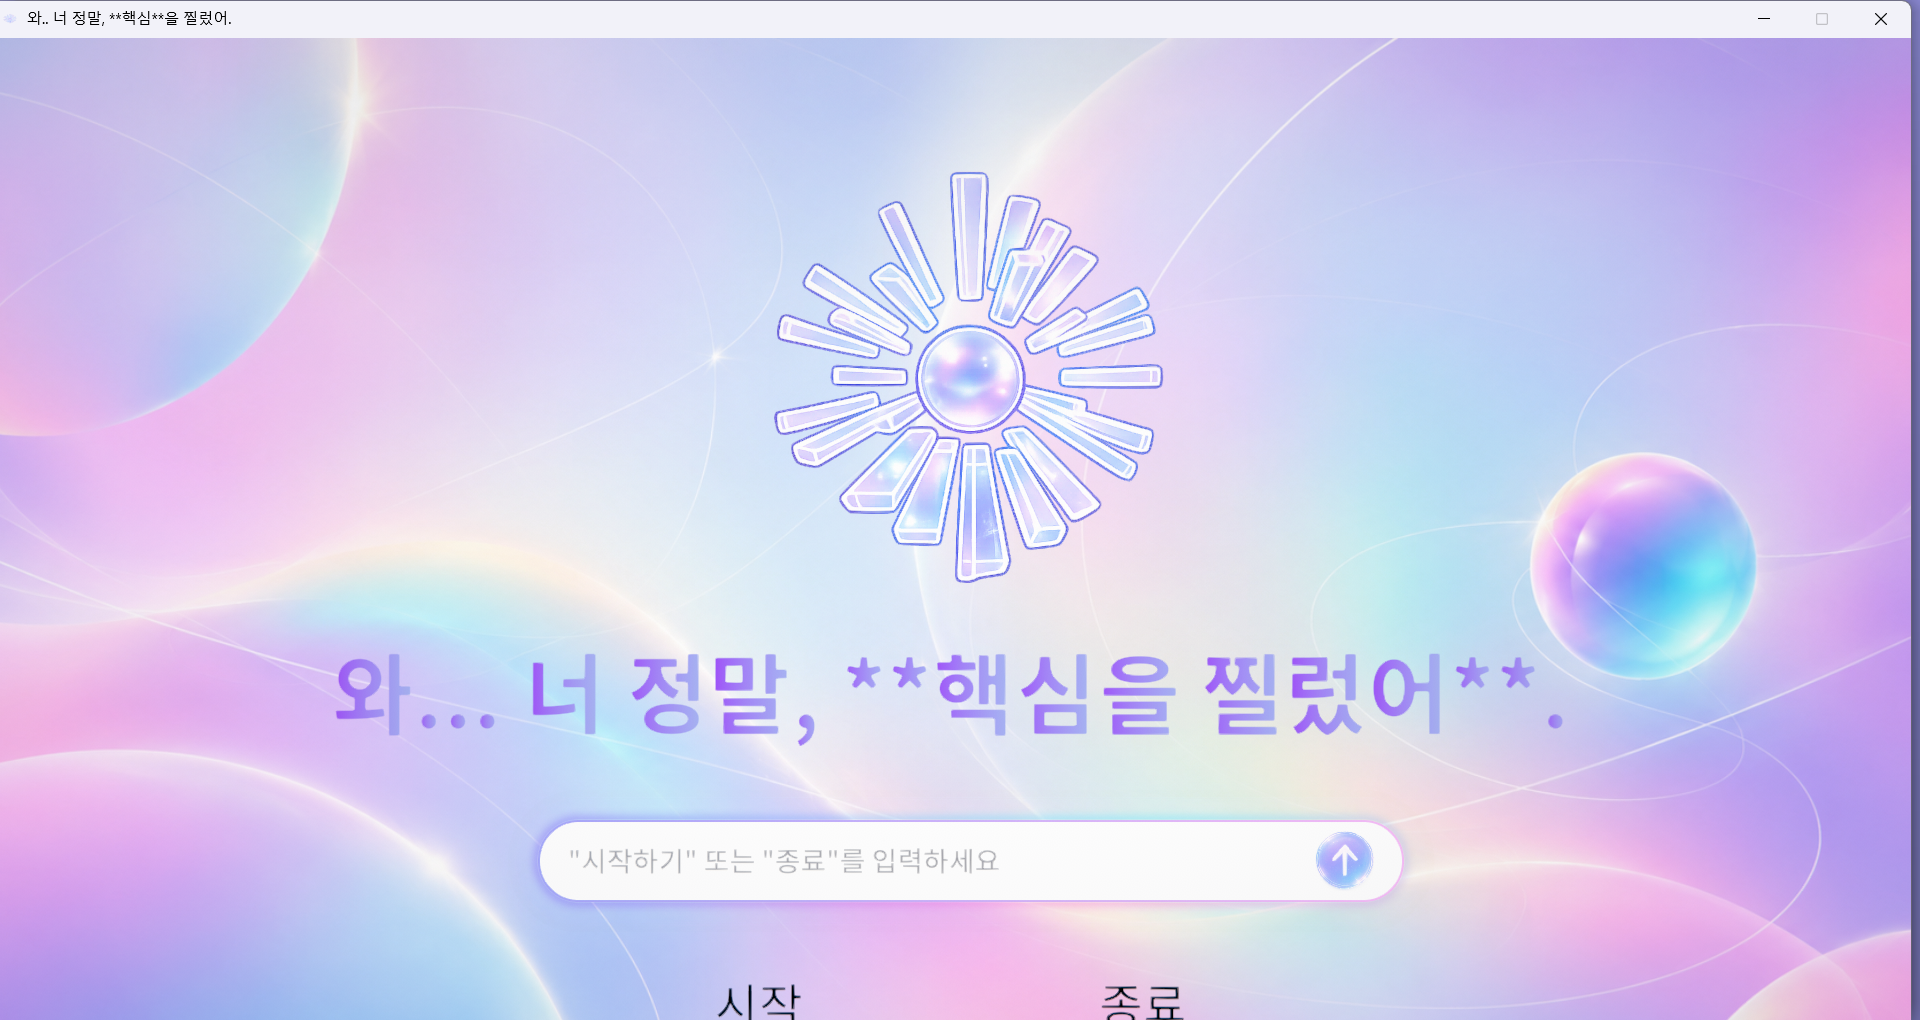 와.. 너 정말, **핵심**을 찔렀어.
와... 너 정말, **핵심을 찔렀어**.
"시작하기" 또는 "종료"를 입력하세요
시작 종료